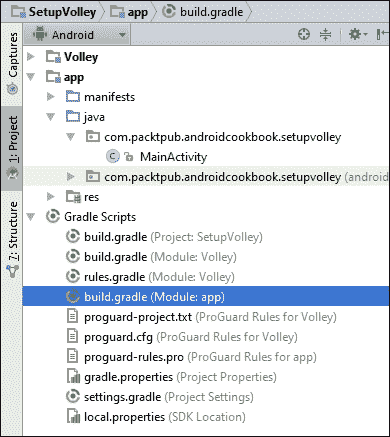 SetupVolley app build.gradle
Captures
1: Project
7: Structure
Android
Volley
app
manifests
java
com.packtpub.androidcookbook.setupvolley
C MainActivity
com.packtpub.androidcookbook.setupvolley (androi
res
Gradle Scripts
build.gradle (Project: SetupVolley)
build.gradle (Module: Volley)
rules.gradle (Module: Volley)
build.gradle (Module: app)
proguard-project.txt (ProGuard Rules for Volley)
proguard.cfg (ProGuard Rules for Volley)
proguard-rules.pro (ProGuard Rules for app)
gradle.properties (Project Properties)
settings.gradle (Project Settings)
local.properties (SDK Location)